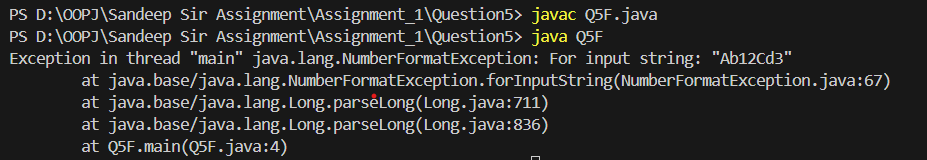 PS D:\OOPJ\Sandeep Sir Assignment\Assignment_1\Question5> javac Q5F.java
PS D:\OOPJ\Sandeep Sir Assignment\Assignment_1\Question5> java Q5F
Exception in thread "main" java.lang.NumberFormatException: For input string: "Ab12Cd3"
        at java.base/java.lang.NumberFormatException.forInputString(NumberFormatException.java:67)
        at java.base/java.lang.Long.parseLong(Long.java:711)
        at java.base/java.lang.Long.parseLong(Long.java:836)
        at Q5F.main(Q5F.java:4)